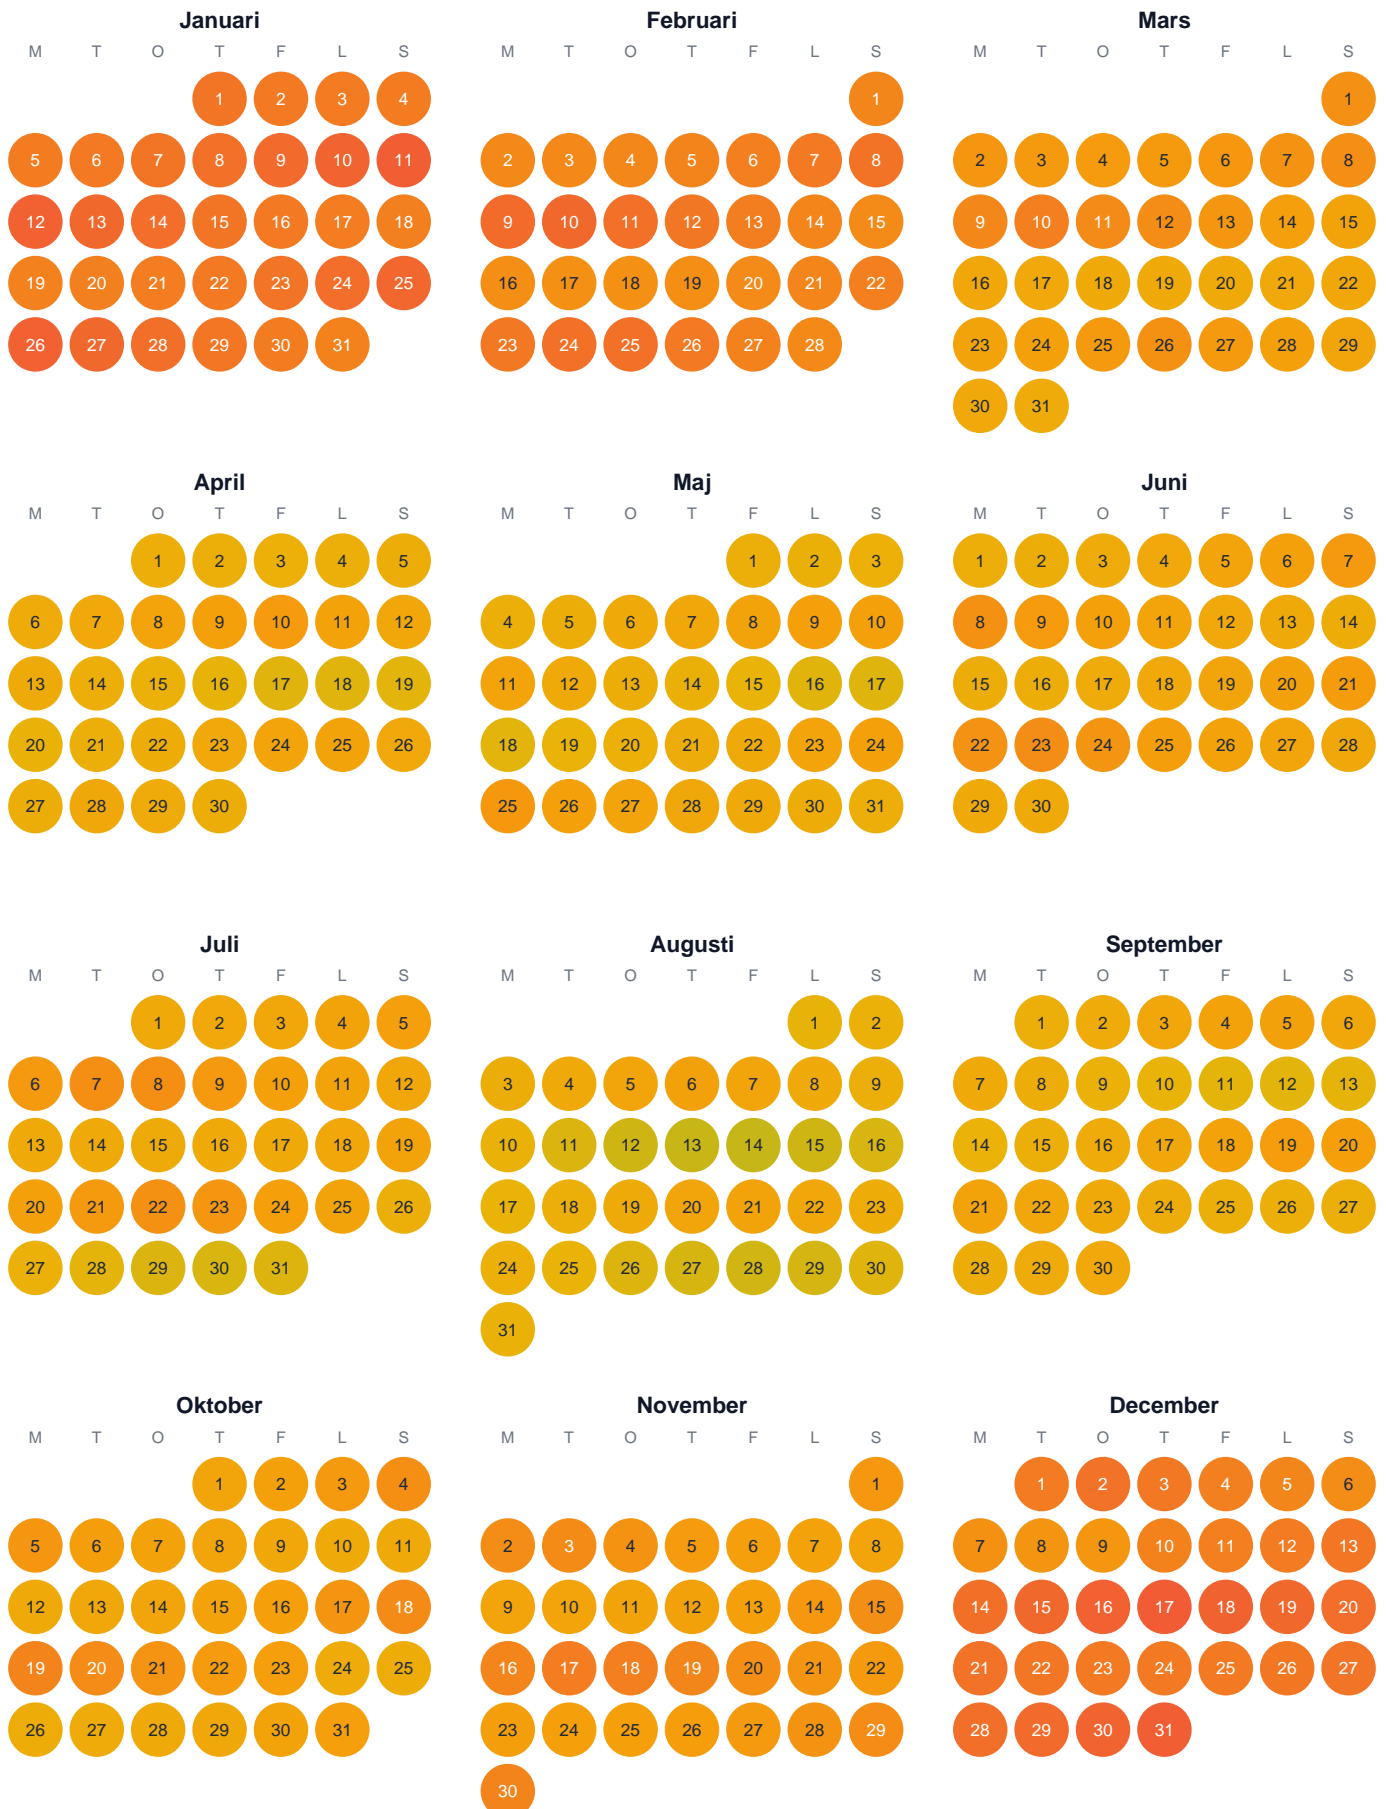 Januari Februari Mars
M T O T F L S M T O T F L S M T O T F L S
1 2 3 4 1 1
5 6 7 8 9 10 11 2 3 4 5 6 7 8 2 3 4 5 6 7 8
12 13 14 15 16 17 18 9 10 11 12 13 14 15 9 10 11 12 13 14 15
19 20 21 22 23 24 25 16 17 18 19 20 21 22 16 17 18 19 20 21 22
26 27 28 29 30 31 23 24 25 26 27 28 23 24 25 26 27 28 29
30 31
April Maj Juni
M T O T F L S M T O T F L S M T O T F L S
1 2 3 4 5 1 2 3 1 2 3 4 5 6 7
6 7 8 9 10 11 12 4 5 6 7 8 9 10 8 9 10 11 12 13 14
13 14 15 16 17 18 19 11 12 13 14 15 16 17 15 16 17 18 19 20 21
20 21 22 23 24 25 26 18 19 20 21 22 23 24 22 23 24 25 26 27 28
27 28 29 30 25 26 27 28 29 30 31 29 30
Juli Augusti September
M T O T F L S M T O T F L S M T O T F L S
1 2 3 4 5 1 2 1 2 3 4 5 6
6 7 8 9 10 11 12 3 4 5 6 7 8 9 7 8 9 10 11 12 13
13 14 15 16 17 18 19 10 11 12 13 14 15 16 14 15 16 17 18 19 20
20 21 22 23 24 25 26 17 18 19 20 21 22 23 21 22 23 24 25 26 27
27 28 29 30 31 24 25 26 27 28 29 30 28 29 30
31
Oktober November December
M T O T F L S M T O T F L S M T O T F L S
1 2 3 4 1 1 2 3 4 5 6
5 6 7 8 9 10 11 2 3 4 5 6 7 8 7 8 9 10 11 12 13
12 13 14 15 16 17 18 9 10 11 12 13 14 15 14 15 16 17 18 19 20
19 20 21 22 23 24 25 16 17 18 19 20 21 22 21 22 23 24 25 26 27
26 27 28 29 30 31 23 24 25 26 27 28 29 28 29 30 31
30